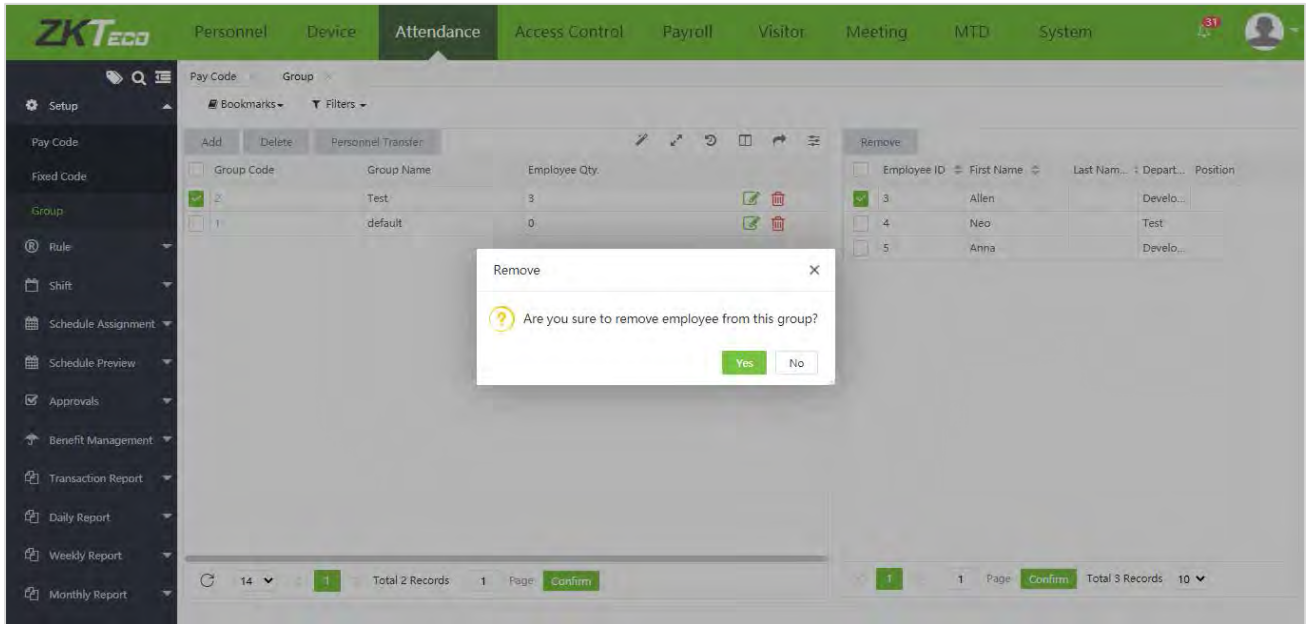 ZKTeco Personnel Device Attendance Access Control Payroll Visitor Meeting MTD System 31
Pay Code Group
Setup
Bookmarks Filters
Pay Code
Fixed Code
Group
Rule
Shift
Schedule Assignment
Schedule Preview
Approvals
Benefit Management
Transaction Report
Daily Report
Weekly Report
Monthly Report
Add Delete Personnel Transfer
Group Code Group Name Employee Qty.
2 Test 3
1 default 0
Remove
Employee ID First Name Last Nam... Depart... Position
3 Allen Develo...
4 Neo Test
5 Anna Develo...
Remove
Are you sure to remove employee from this group?
Yes No
14 1 Total 2 Records 1 Page Confirm
1 1 Page Confirm Total 3 Records 10